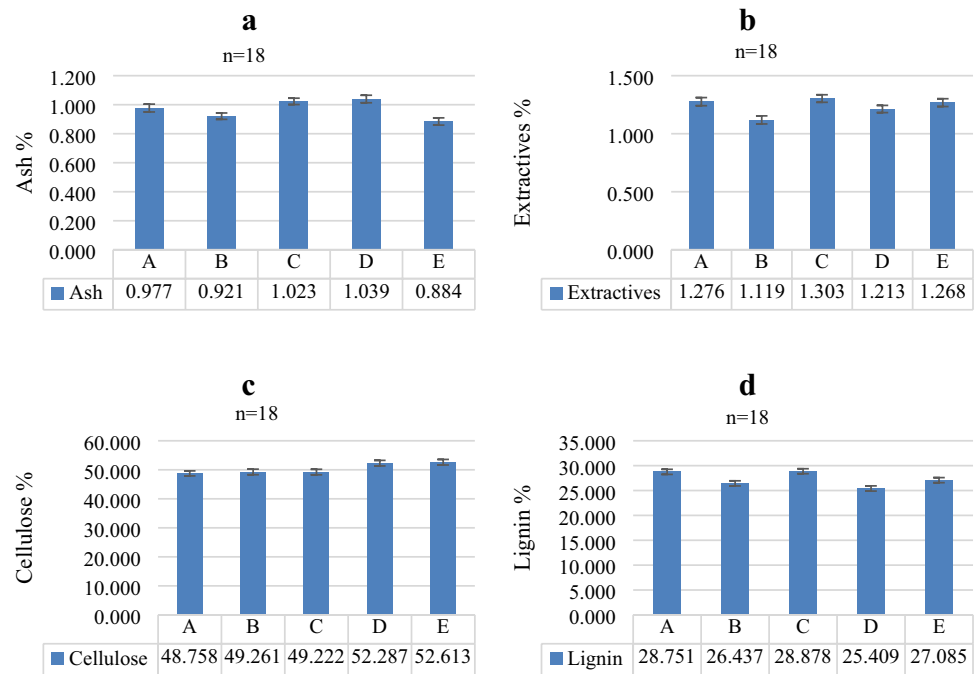 a
n=18
Ash %
1.200
1.000
0.800
0.600
0.400
0.200
0.000
A B C D E
Ash 0.977 0.921 1.023 1.039 0.884
b
n=18
Extractives %
1.500
1.000
0.500
0.000
A B C D E
Extractives 1.276 1.119 1.303 1.213 1.268
c
n=18
Cellulose %
60.000
50.000
40.000
30.000
20.000
10.000
0.000
A B C D E
Cellulose 48.758 49.261 49.222 52.287 52.613
d
n=18
Lignin %
35.000
30.000
25.000
20.000
15.000
10.000
5.000
0.000
A B C D E
Lignin 28.751 26.437 28.878 25.409 27.085